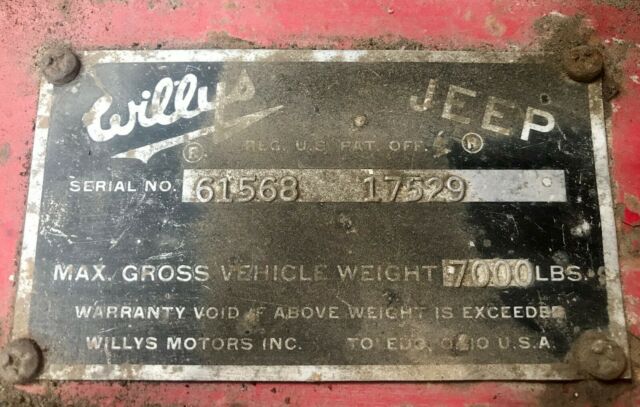 Willys JEEP
® REG. U.S. PAT. OFF. ®
SERIAL NO. 61568 17529
MAX. GROSS VEHICLE WEIGHT 7000 LBS.
WARRANTY VOID IF ABOVE WEIGHT IS EXCEEDED
WILLYS MOTORS INC. TOLEDO, OHIO U.S.A.